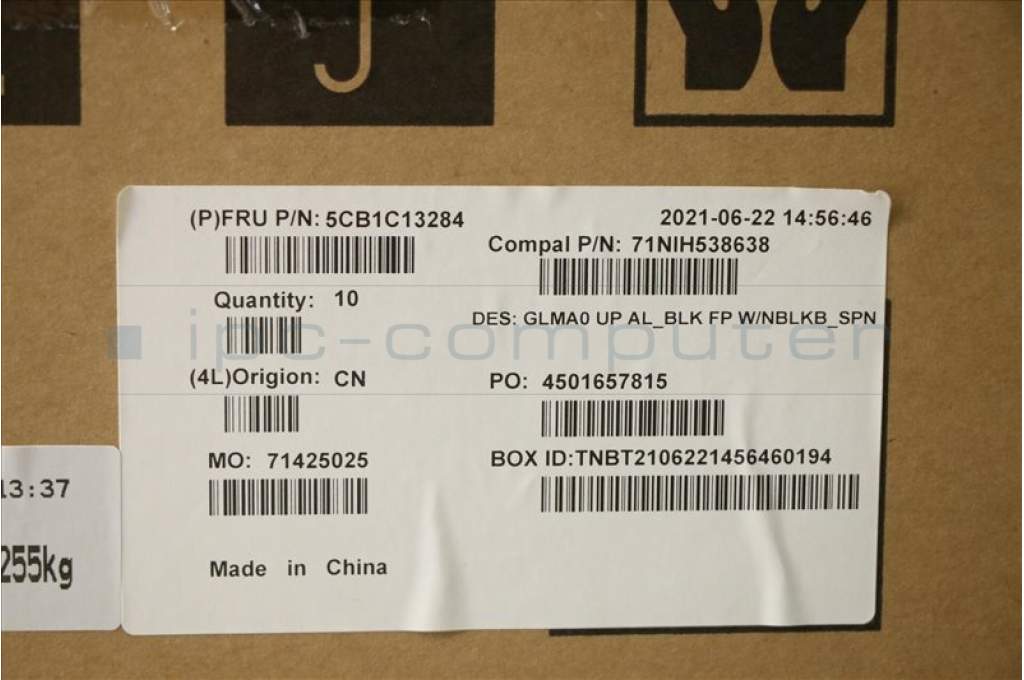 (P)FRU P/N: 5CB1C13284
2021-06-22 14:56:46
Compal P/N: 71NIH538638
Quantity: 10
DES: GLMA0 UP AL_BLK FP W/NBLKB_SPN
ipc-computer
(4L)Origion: CN
PO: 4501657815
MO: 71425025
BOX ID:TNBT2106221456460194
Made in China
13:37
255kg